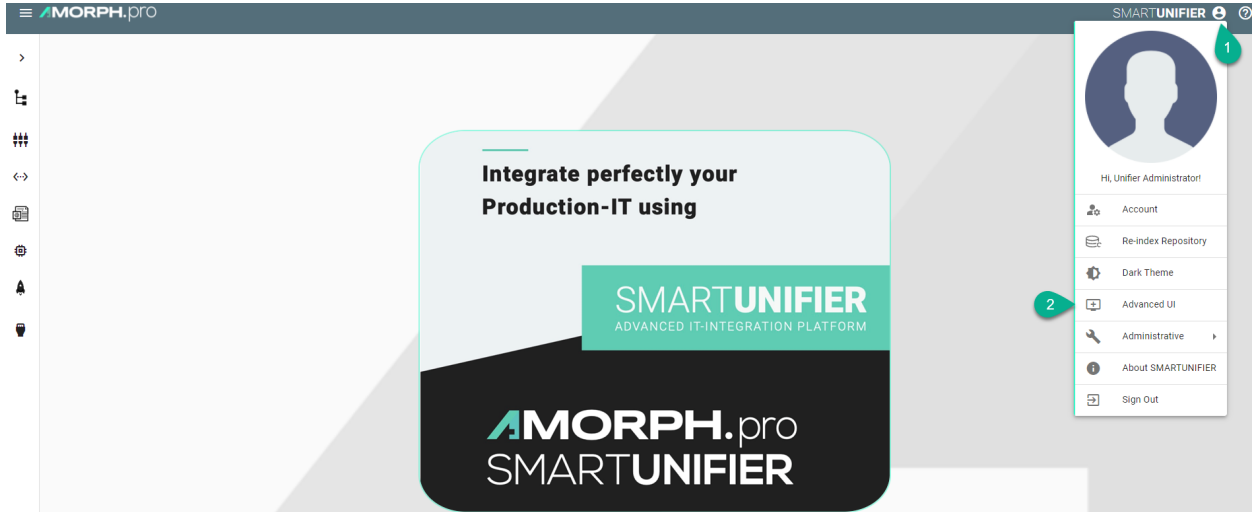 AMORPH.pro
SMARTUNIFIER
1
Hi, Unifier Administrator!
Account
Re-index Repository
Dark Theme
2
Advanced UI
Administrative
About SMARTUNIFIER
Sign Out
Integrate perfectly your
Production-IT using
SMARTUNIFIER
ADVANCED IT-INTEGRATION PLATFORM
AMORPH.pro
SMARTUNIFIER